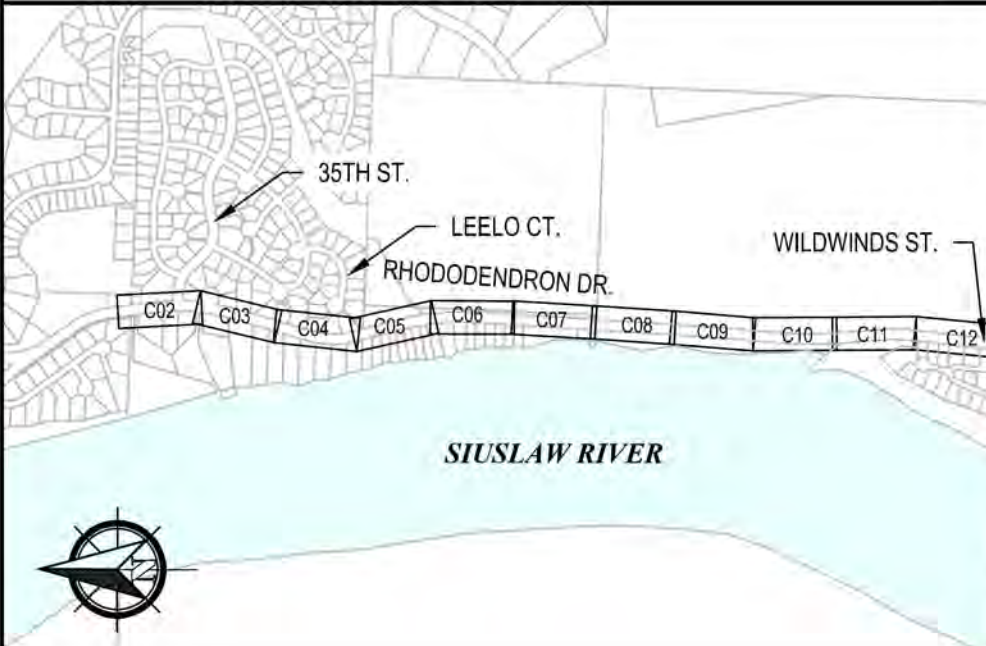 35TH ST.
LEELO CT.
WILDWINDS ST.
RHODODENDRON DR.
C02
C03
C04
C05
C06
C07
C08
C09
C10
C11
C12
SIUSLAW RIVER
N